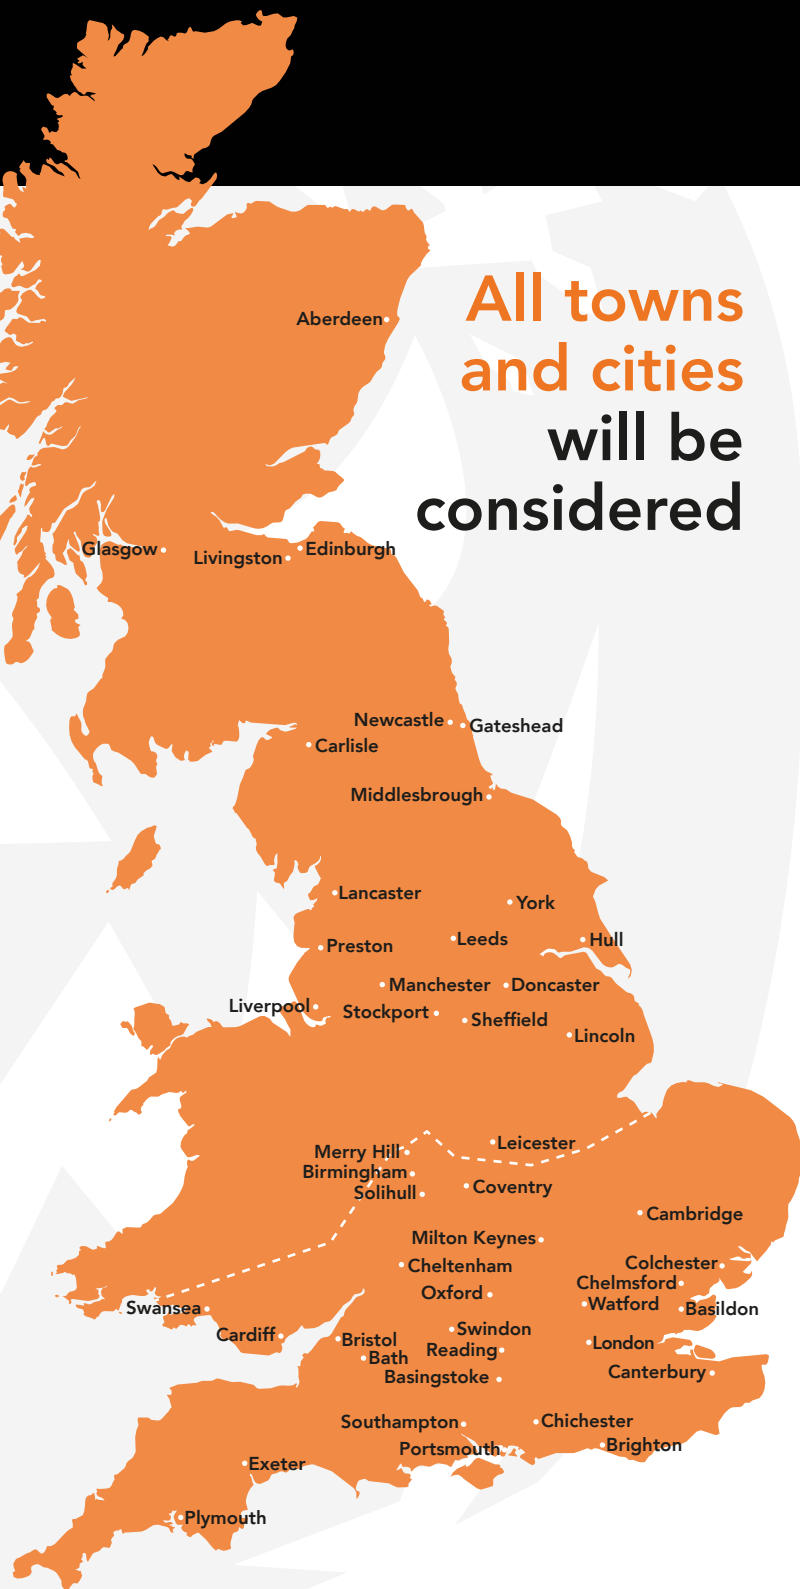 All towns
and cities
will be
considered
Aberdeen
Glasgow
Livingston
Edinburgh
Newcastle
Gateshead
Carlisle
Middlesbrough
Lancaster
York
Leeds
Hull
Preston
Manchester
Doncaster
Liverpool
Stockport
Sheffield
Lincoln
Leicester
Merry Hill
Birmingham
Solihull
Coventry
Cambridge
Milton Keynes
Cheltenham
Colchester
Chelmsford
Oxford
Watford
Basildon
Swansea
Cardiff
Bristol
Swindon
London
Bath
Reading
Canterbury
Basingstoke
Southampton
Chichester
Portsmouth
Brighton
Exeter
Plymouth